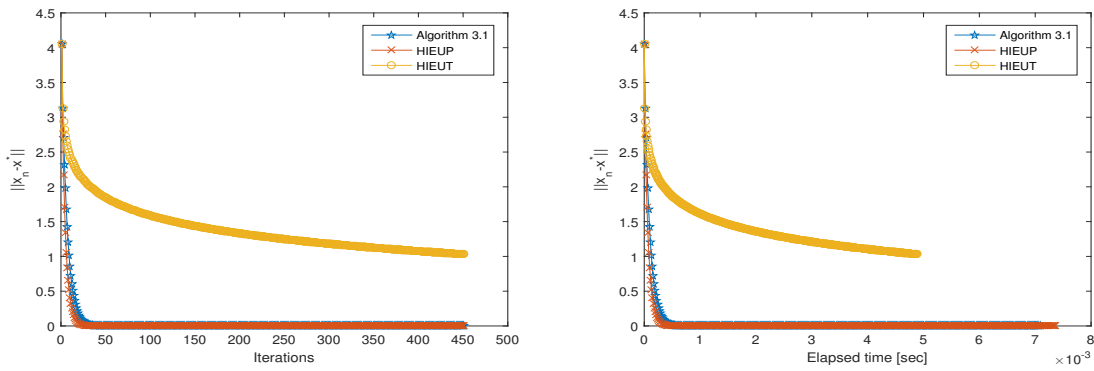 4.5
4
3.5
3
2.5
2
1.5
1
0.5
0
||x_n-x^*||
0 50 100 150 200 250 300 350 400 450 500
Iterations
Algorithm 3.1
HIEUP
HIEUT
4.5
4
3.5
3
2.5
2
1.5
1
0.5
0
||x_n-x^*||
0 1 2 3 4 5 6 7 8
Elapsed time [sec]
×10^-3
Algorithm 3.1
HIEUP
HIEUT